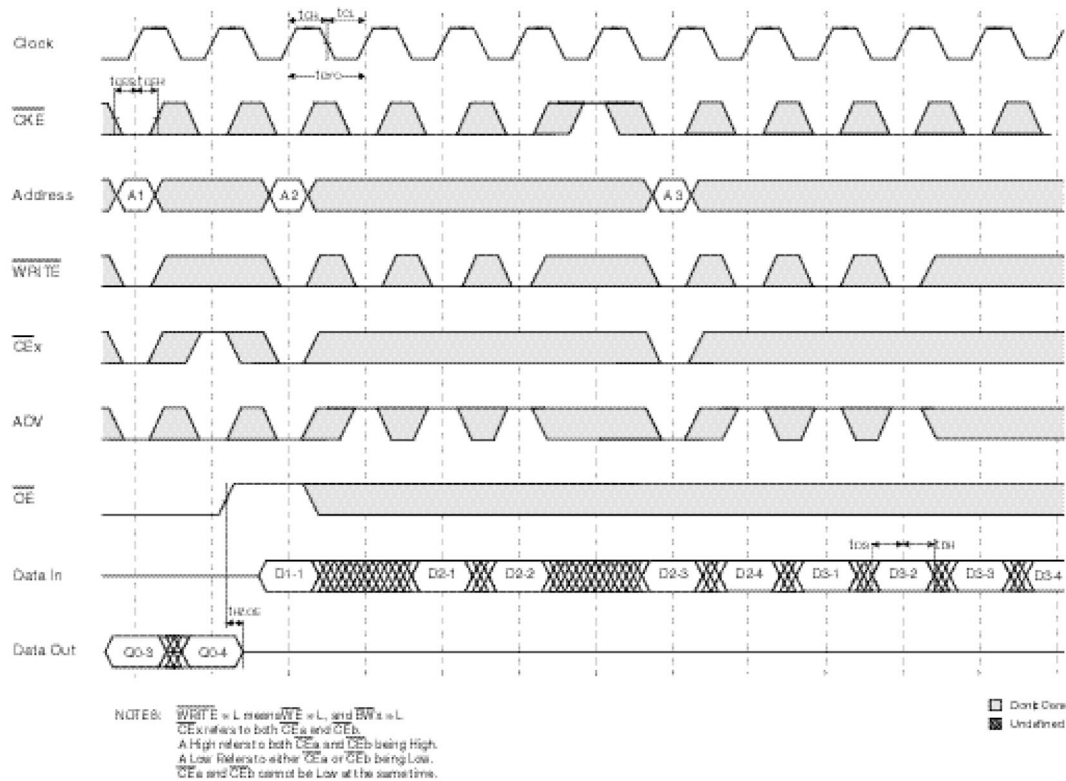 tCH tCL
Clock
tCYC
tCES tCEH
CKE
Address A1 A2 A3
WRITE
CEx
ADV
OE
tDS tDH
Data In D1-1 D2-1 D2-2 D2-3 D2-4 D3-1 D3-2 D3-3 D3-4
tHZOE
Data Out Q0-3 Q0-4
NOTES: WRITE = L means WE = L, and BWx = L
CEx refers to both CEa and CEb.
A High refers to both CEa and CEb being High.
A Low Refers to either CEa or CEb being Low.
CEa and CEb cannot be Low at the same time.
Don't Care
Undefined